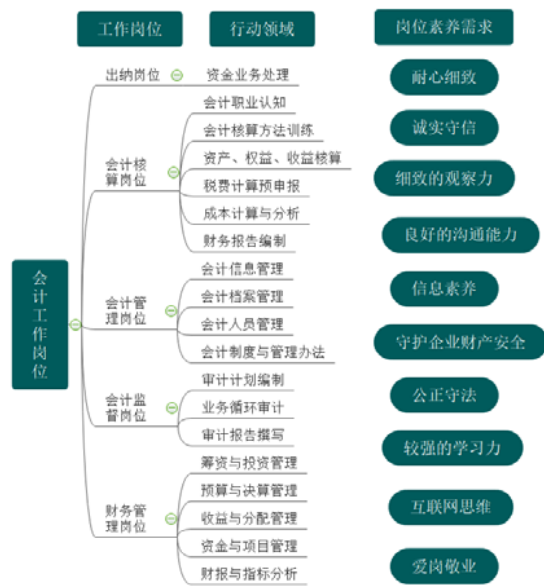 工作岗位
行动领域
岗位素养需求
会计工作岗位
出纳岗位
资金业务处理
会计核
算岗位
会计职业认知
会计核算方法训练
资产、权益、收益核算
税费计算预申报
成本计算与分析
财务报告编制
会计管
理岗位
会计信息管理
会计档案管理
会计人员管理
会计制度与管理办法
会计监
督岗位
审计计划编制
业务循环审计
审计报告撰写
财务管
理岗位
筹资与投资管理
预算与决算管理
收益与分配管理
资金与项目管理
财报与指标分析
耐心细致
诚实守信
细致的观察力
良好的沟通能力
信息素养
守护企业财产安全
公正守法
较强的学习力
互联网思维
爱岗敬业